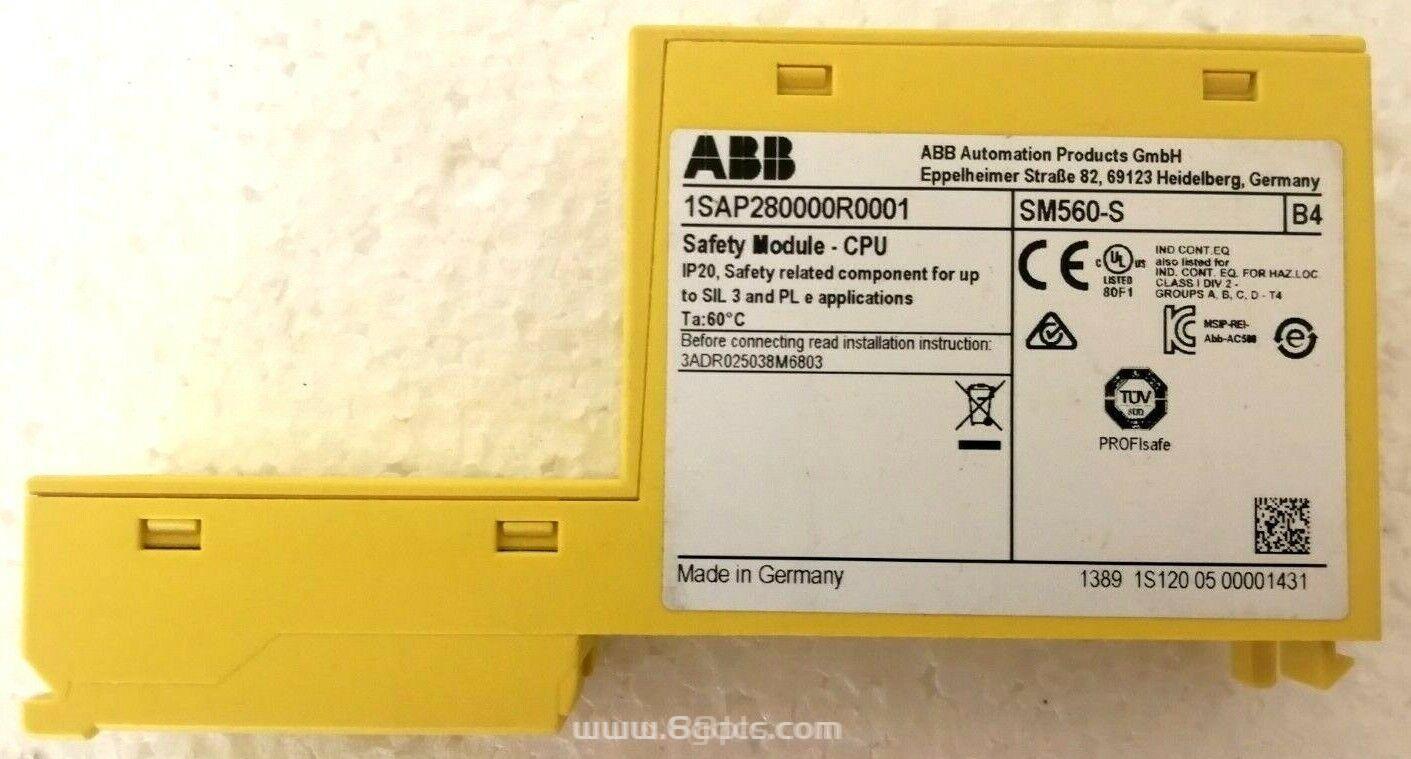 ABB
ABB Automation Products GmbH
Eppelheimer Straße 82, 69123 Heidelberg, Germany
1SAP280000R0001
SM560-S
B4
Safety Module - CPU
IP20, Safety related component for up
to SIL 3 and PL e applications
Ta:60°C
Before connecting read installation instruction:
3ADR025038M6803
CE
C UL US
LISTED
80F1
IND CONT.EQ
also listed for
IND. CONT. EQ. FOR HAZ.LOC.
CLASS I DIV 2 -
GROUPS A, B, C, D - T4
MSIP-REI-
Abb-AC500
TÜV
SÜD
PROFIsafe
Made in Germany
1389 1S120 05 00001431